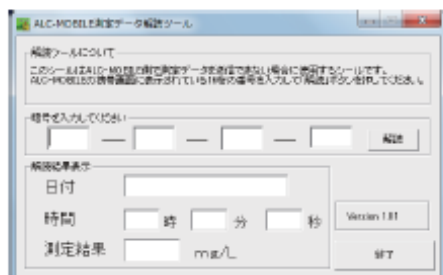 ALC-MOBILE測定データ解読ツール
解読ツールについて
このツールはALC-MOBILEの側で測定データを送信できない場合に使用するツールです。
ALC-MOBILEの携帯画面に表示されている16桁の番号を入力して「解読」ボタンを押してください。
暗号を入力してください
— — — 解読
解読結果表示
日付
時間 時 分 秒 Version 1.01
測定結果 mg/L 終了